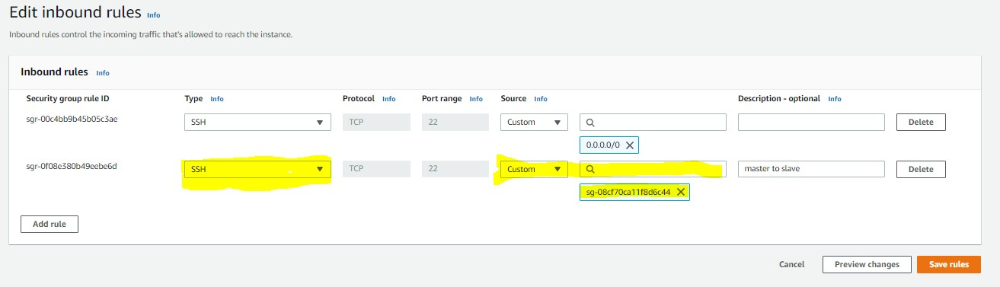 Edit inbound rules Info
Inbound rules control the incoming traffic that's allowed to reach the instance.
Inbound rules Info
Security group rule ID Type Info Protocol Info Port range Info Source Info Description - optional Info
sgr-00c4bb9b45b05c3ae SSH TCP 22 Custom Delete
0.0.0.0/0
sgr-0f08e380b49eebe6d SSH TCP 22 Custom master to slave Delete
sg-08cf70ca11f8d6c44
Add rule
Cancel Preview changes Save rules